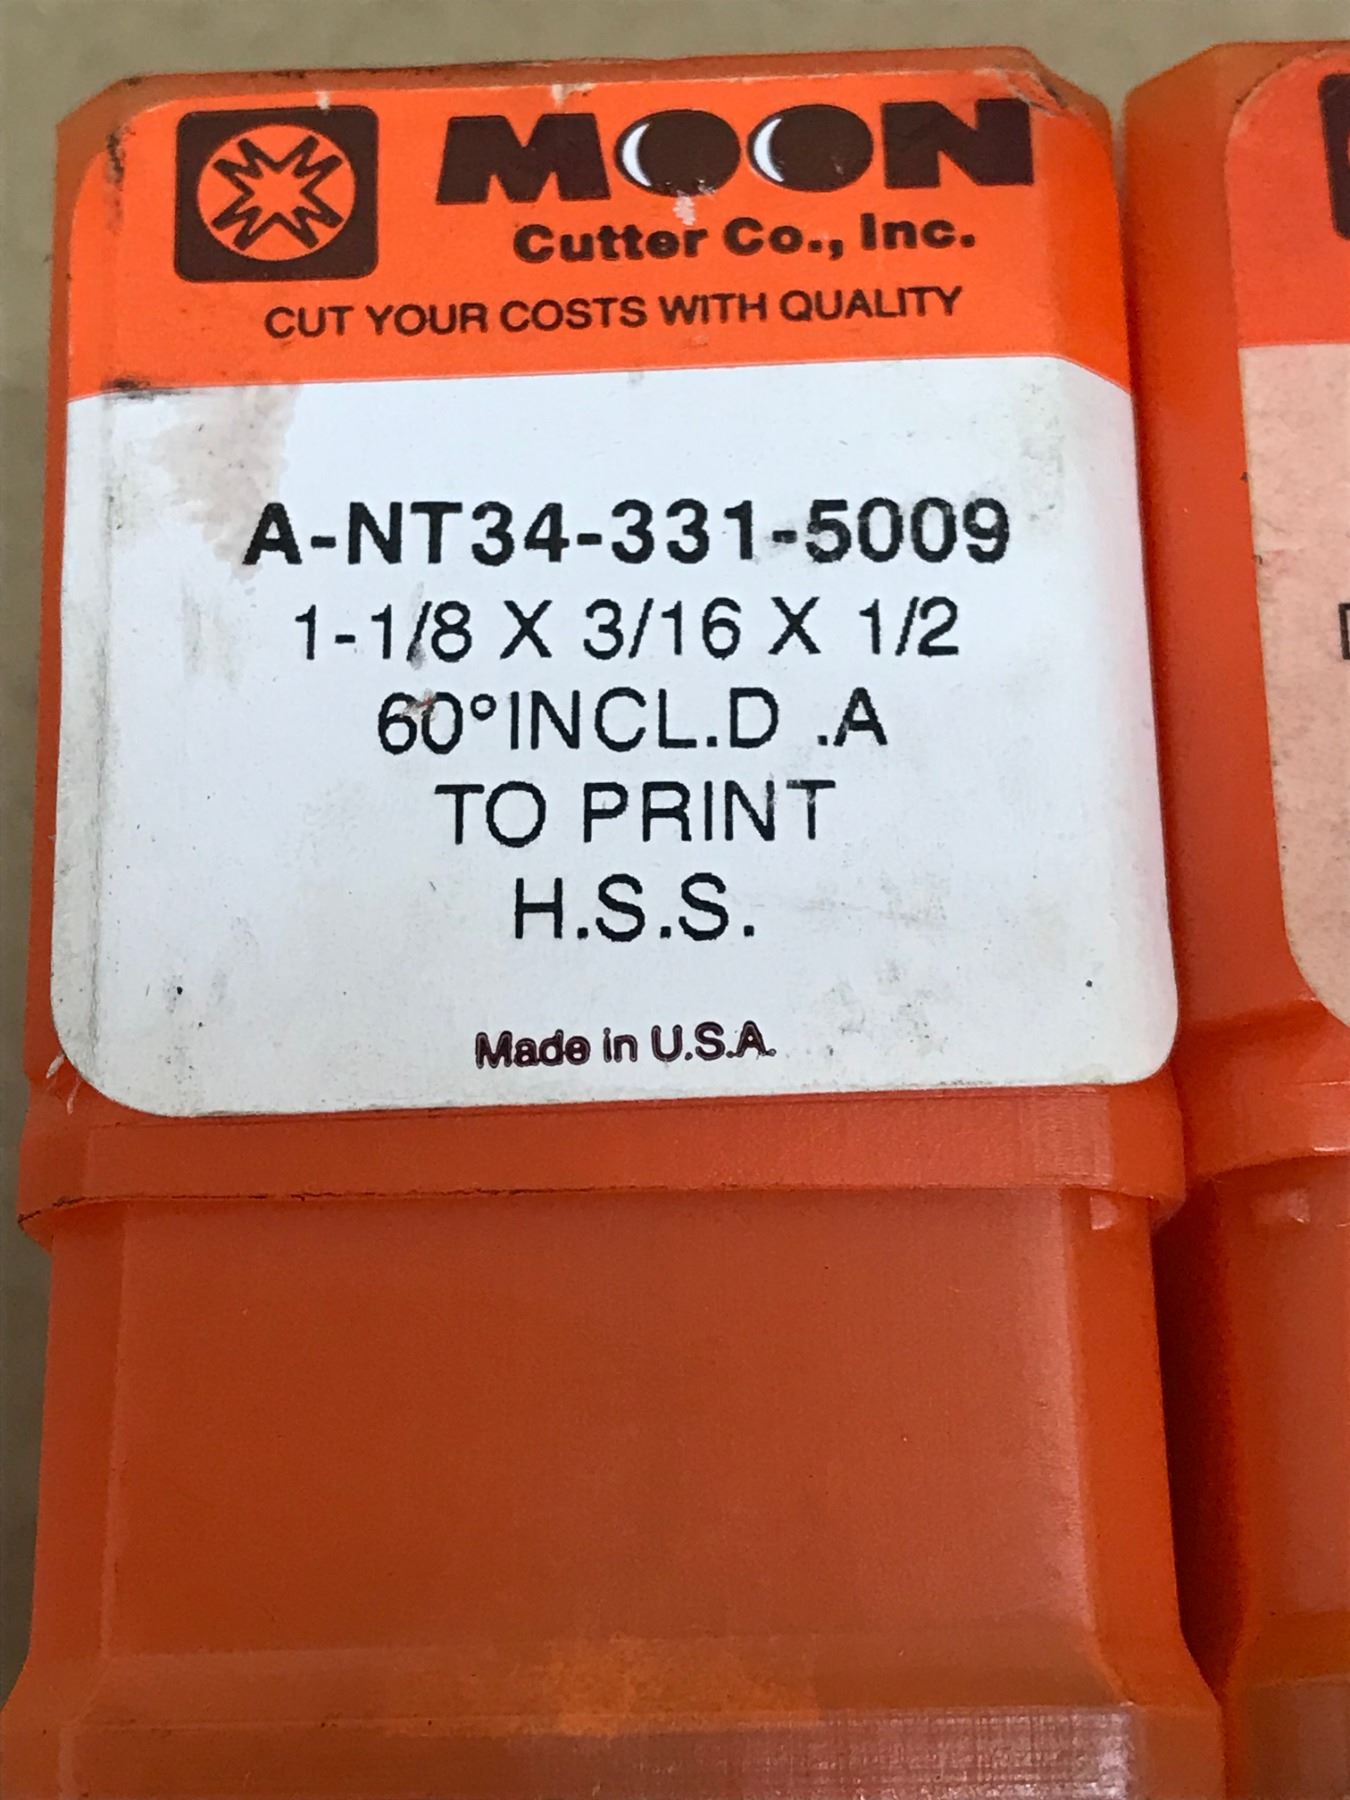 MOON
Cutter Co., Inc.
CUT YOUR COSTS WITH QUALITY
A-NT34-331-5009
1-1/8 X 3/16 X 1/2
60°INCL.D .A
TO PRINT
H.S.S.
Made in U.S.A.